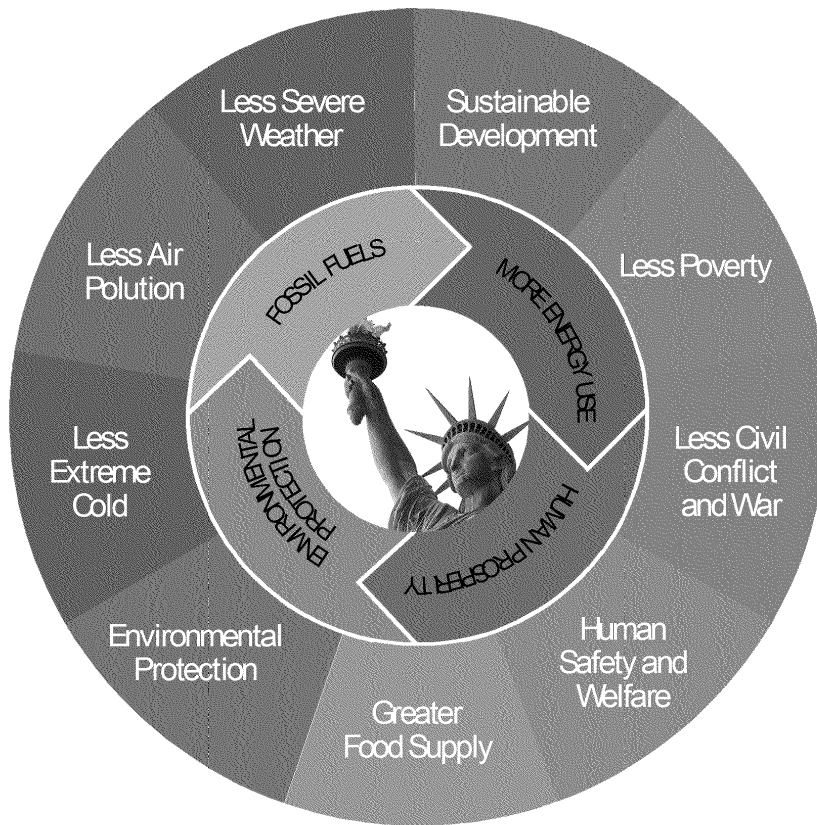 Less Severe
Weather
Sustainable
Development
Less Poverty
Less Civil
Conflict
and War
Human
Safety and
Welfare
Greater
Food Supply
Environmental
Protection
Less
Extreme
Cold
Less Air
Polution
FOSSIL FUELS
MORE ENERGY USE
HUMAN PROSPERITY
ENVIRONMENTAL
PROTECTION